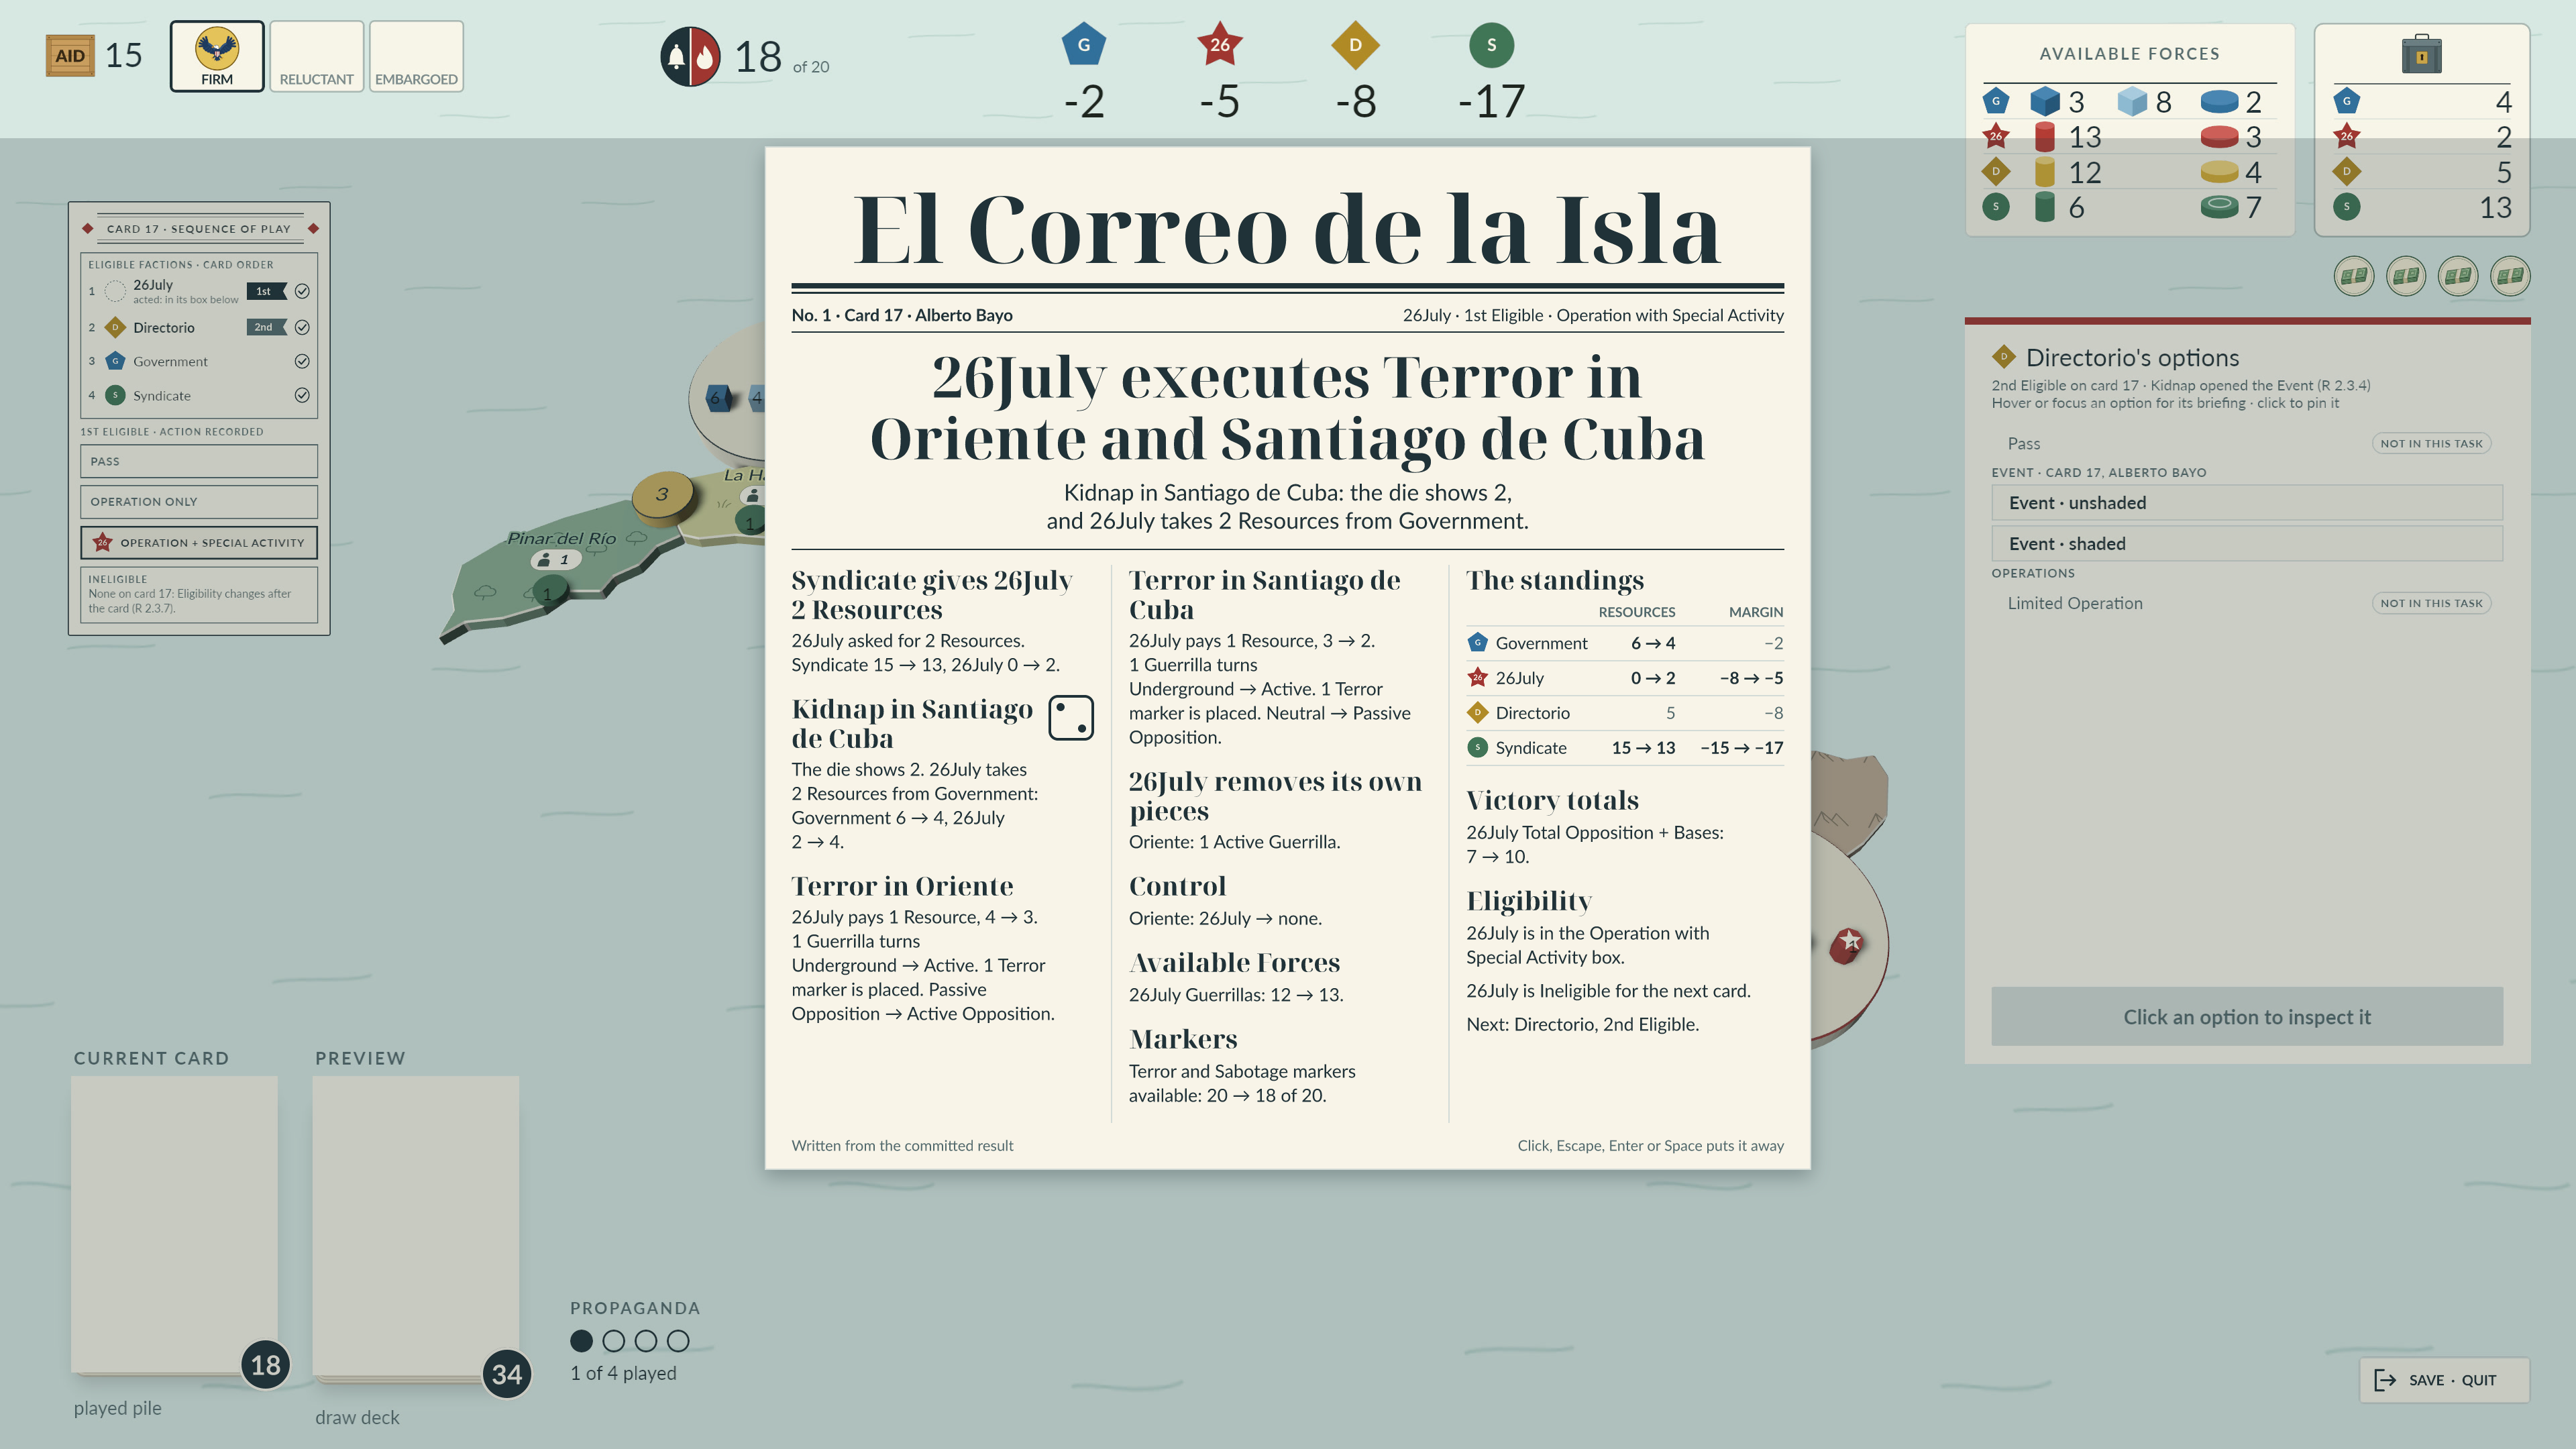 AID 15
FIRM RELUCTANT EMBARGOED
18 of 20
G 26 D S
-2 -5 -8 -17
AVAILABLE FORCES
G 3 8 2
26 13 3
D 12 4
S 6 7
G 4
26 2
D 5
S 13
CARD 17 · SEQUENCE OF PLAY
ELIGIBLE FACTIONS · CARD ORDER
1 26July 1st
acted: in its box below
2 D Directorio 2nd
3 G Government
4 S Syndicate
1ST ELIGIBLE · ACTION RECORDED
PASS
OPERATION ONLY
26 OPERATION + SPECIAL ACTIVITY
INELIGIBLE
None on card 17: Eligibility changes after
the card (R 2.3.7).
6 4
La Ha
3
1
Pinar del Río
1
1
El Correo de la Isla
No. 1 · Card 17 · Alberto Bayo
26July · 1st Eligible · Operation with Special Activity
26July executes Terror in
Oriente and Santiago de Cuba
Kidnap in Santiago de Cuba: the die shows 2,
and 26July takes 2 Resources from Government.
Syndicate gives 26July
2 Resources
26July asked for 2 Resources.
Syndicate 15 → 13, 26July 0 → 2.
Kidnap in Santiago
de Cuba
The die shows 2. 26July takes
2 Resources from Government:
Government 6 → 4, 26July
2 → 4.
Terror in Oriente
26July pays 1 Resource, 4 → 3.
1 Guerrilla turns
Underground → Active. 1 Terror
marker is placed. Passive
Opposition → Active Opposition.
Terror in Santiago de
Cuba
26July pays 1 Resource, 3 → 2.
1 Guerrilla turns
Underground → Active. 1 Terror
marker is placed. Neutral → Passive
Opposition.
26July removes its own
pieces
Oriente: 1 Active Guerrilla.
Control
Oriente: 26July → none.
Available Forces
26July Guerrillas: 12 → 13.
Markers
Terror and Sabotage markers
available: 20 → 18 of 20.
The standings
RESOURCES MARGIN
G Government 6 → 4 −2
26 26July 0 → 2 −8 → −5
D Directorio 5 −8
S Syndicate 15 → 13 −15 → −17
Victory totals
26July Total Opposition + Bases:
7 → 10.
Eligibility
26July is in the Operation with
Special Activity box.
26July is Ineligible for the next card.
Next: Directorio, 2nd Eligible.
Written from the committed result
Click, Escape, Enter or Space puts it away
D Directorio's options
2nd Eligible on card 17 · Kidnap opened the Event (R 2.3.4)
Hover or focus an option for its briefing · click to pin it
Pass NOT IN THIS TASK
EVENT · CARD 17, ALBERTO BAYO
Event · unshaded
Event · shaded
OPERATIONS
Limited Operation NOT IN THIS TASK
Click an option to inspect it
CURRENT CARD
18
played pile
PREVIEW
34
draw deck
PROPAGANDA
1 of 4 played
SAVE · QUIT